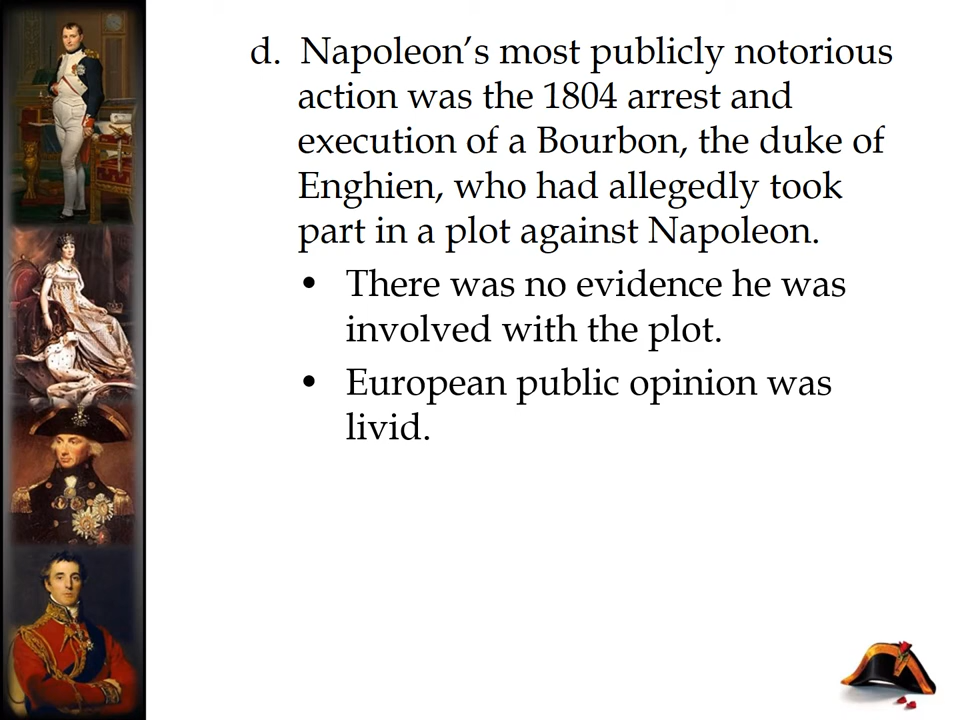 d. Napoleon’s most publicly notorious
action was the 1804 arrest and
execution of a Bourbon, the duke of
Enghien, who had allegedly took
part in a plot against Napoleon.
• There was no evidence he was
involved with the plot.
• European public opinion was
livid.